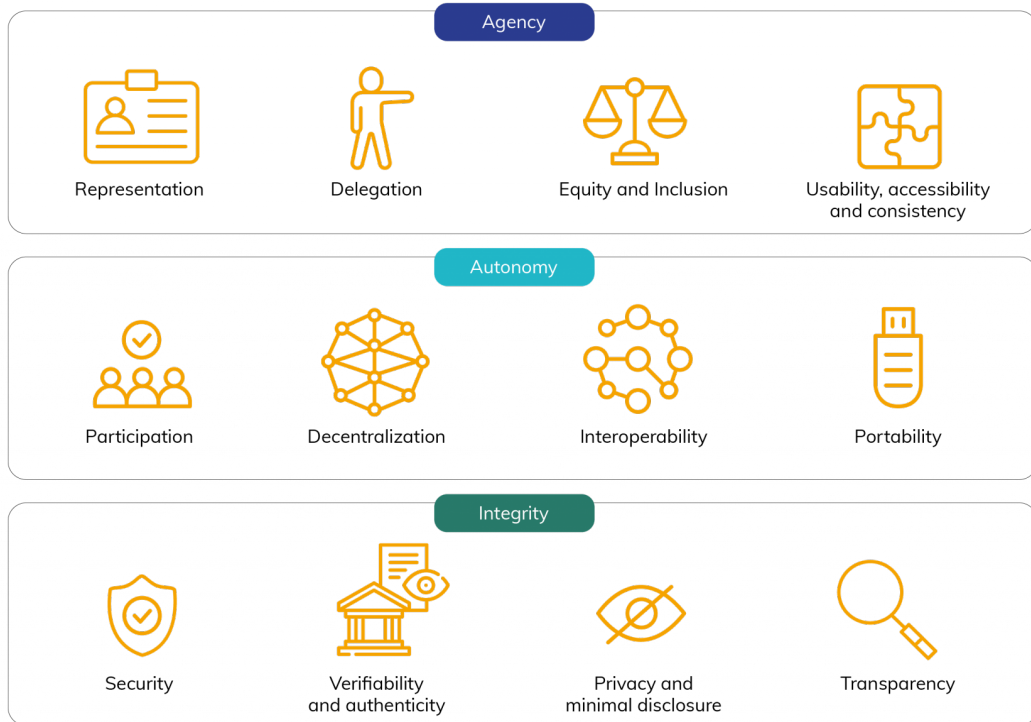 Agency
Representation
Delegation
Equity and Inclusion
Usability, accessibility
and consistency
Autonomy
Participation
Decentralization
Interoperability
Portability
Integrity
Security
Verifiability
and authenticity
Privacy and
minimal disclosure
Transparency